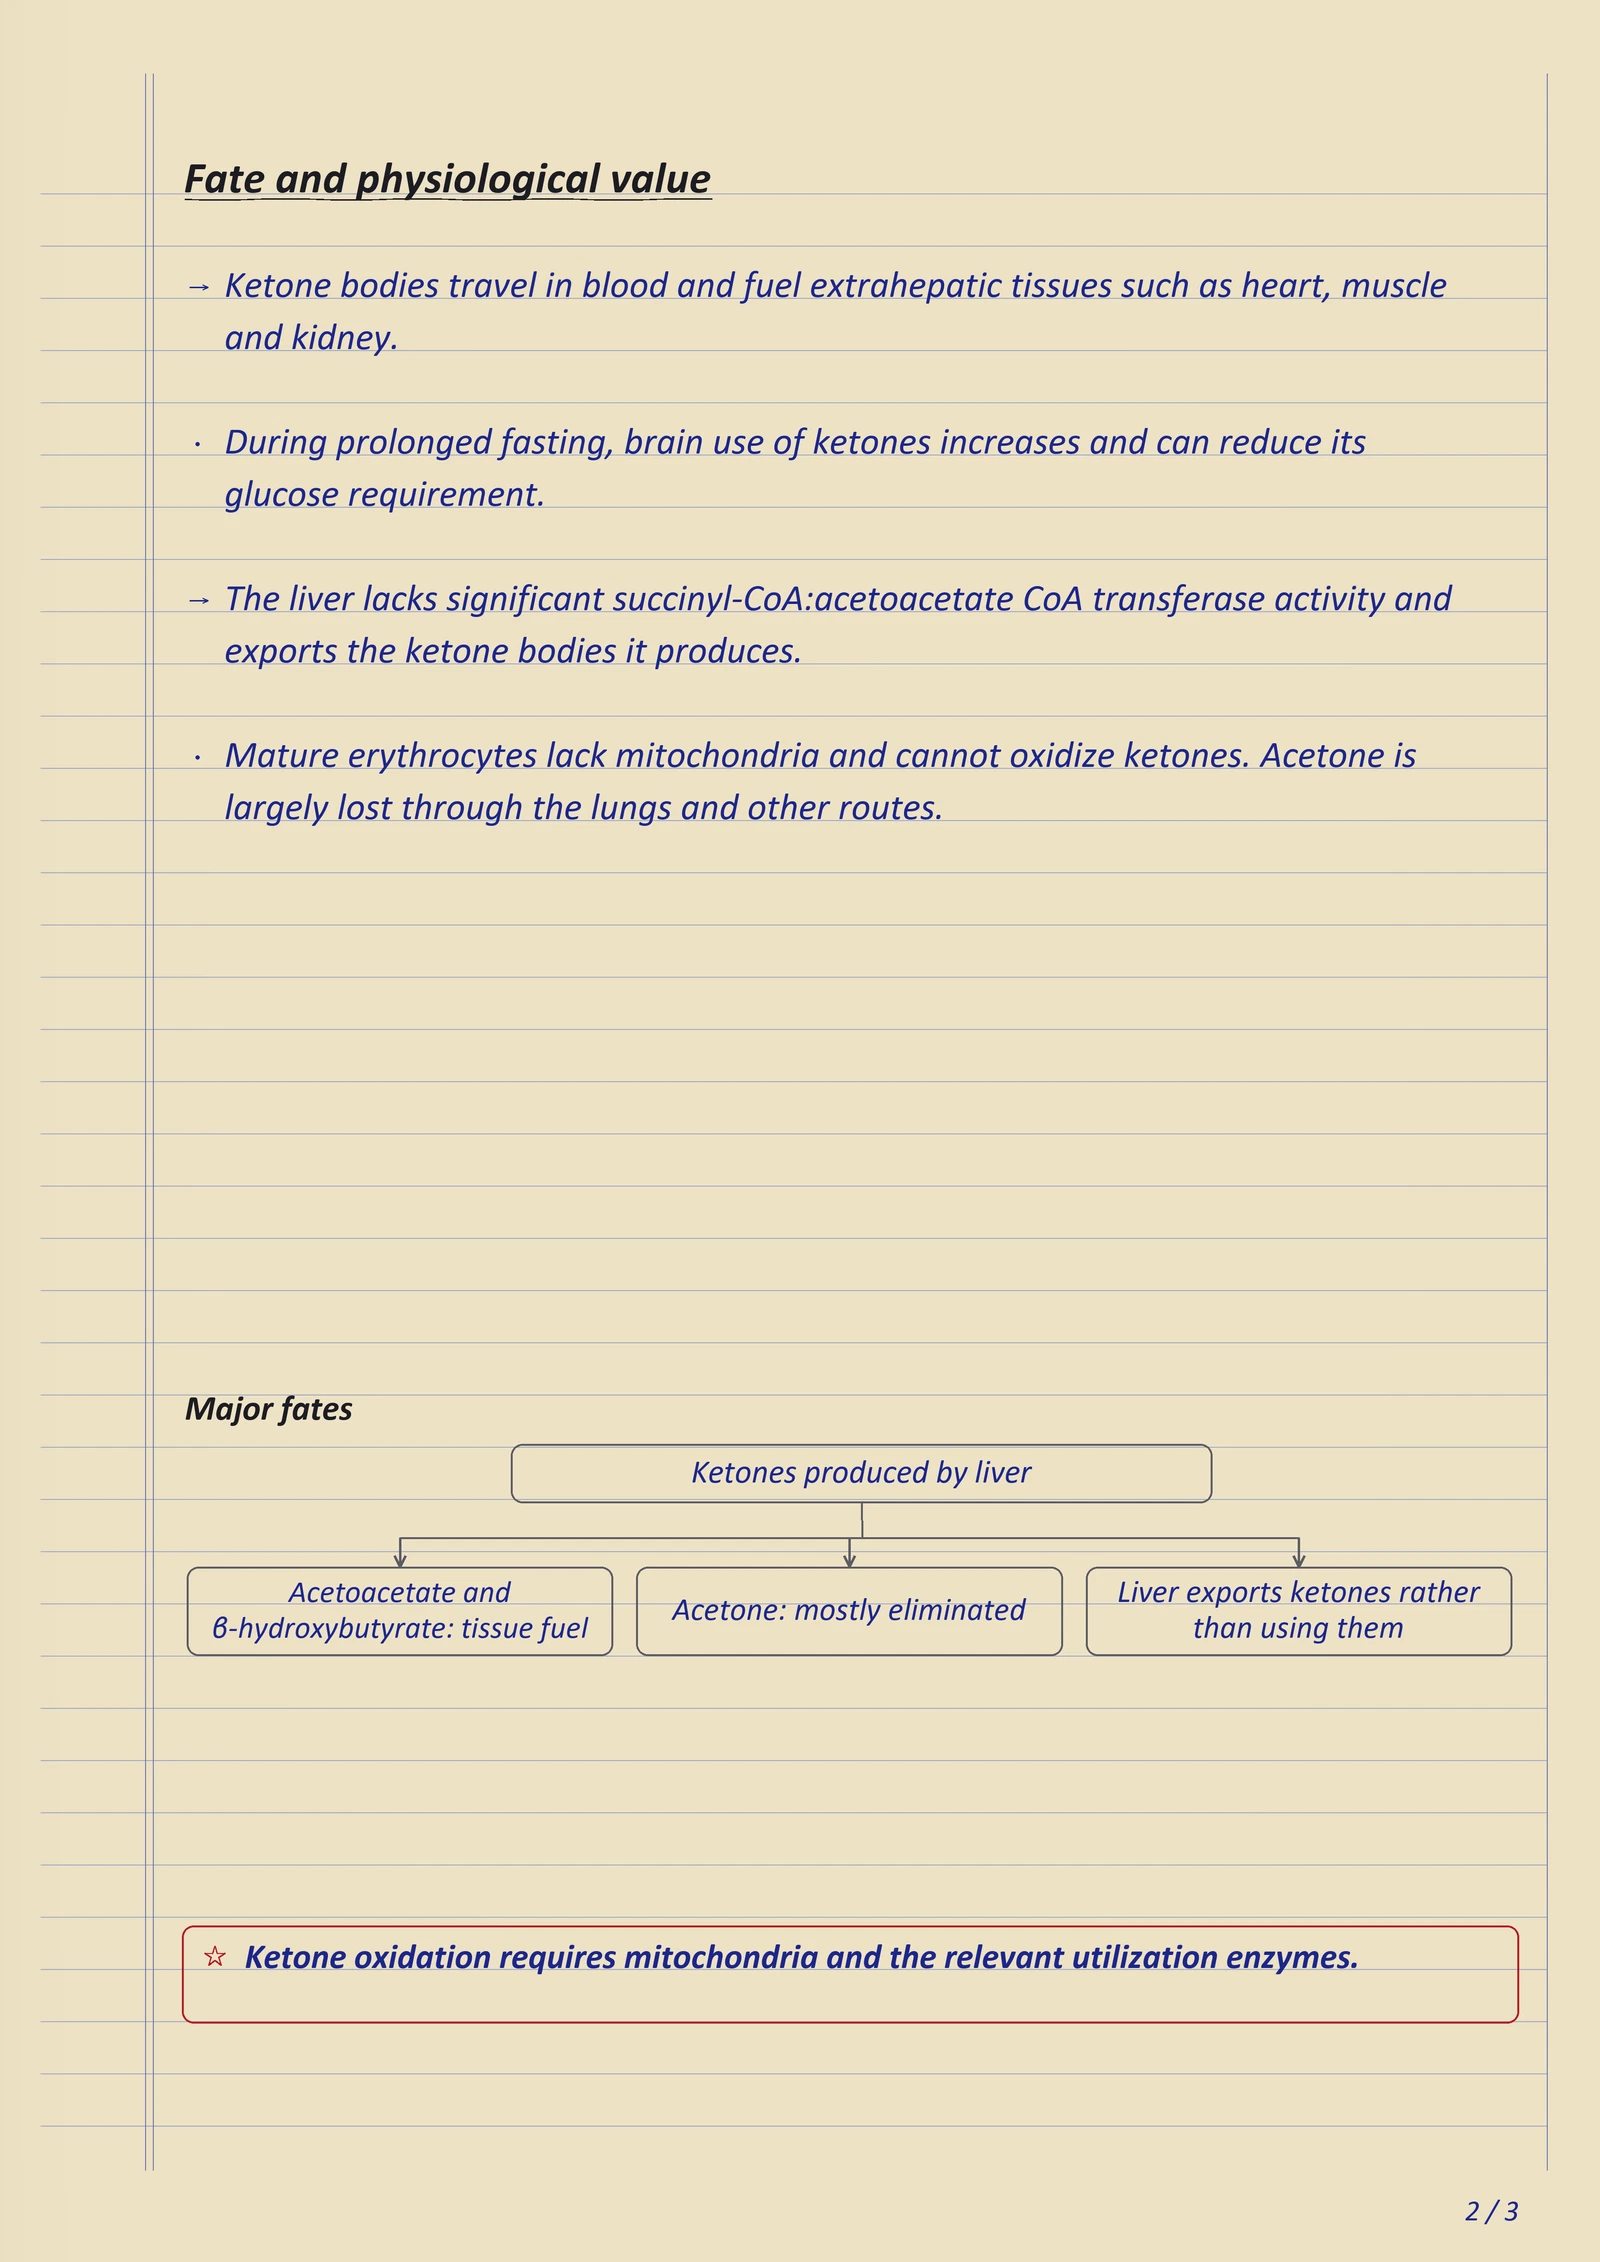 Fate and physiological value
→ Ketone bodies travel in blood and fuel extrahepatic tissues such as heart, muscle
and kidney.
· During prolonged fasting, brain use of ketones increases and can reduce its
glucose requirement.
→ The liver lacks significant succinyl-CoA:acetoacetate CoA transferase activity and
exports the ketone bodies it produces.
· Mature erythrocytes lack mitochondria and cannot oxidize ketones. Acetone is
largely lost through the lungs and other routes.
Major fates
Ketones produced by liver
Acetoacetate and
β-hydroxybutyrate: tissue fuel
Acetone: mostly eliminated
Liver exports ketones rather
than using them
☆ Ketone oxidation requires mitochondria and the relevant utilization enzymes.
2 / 3